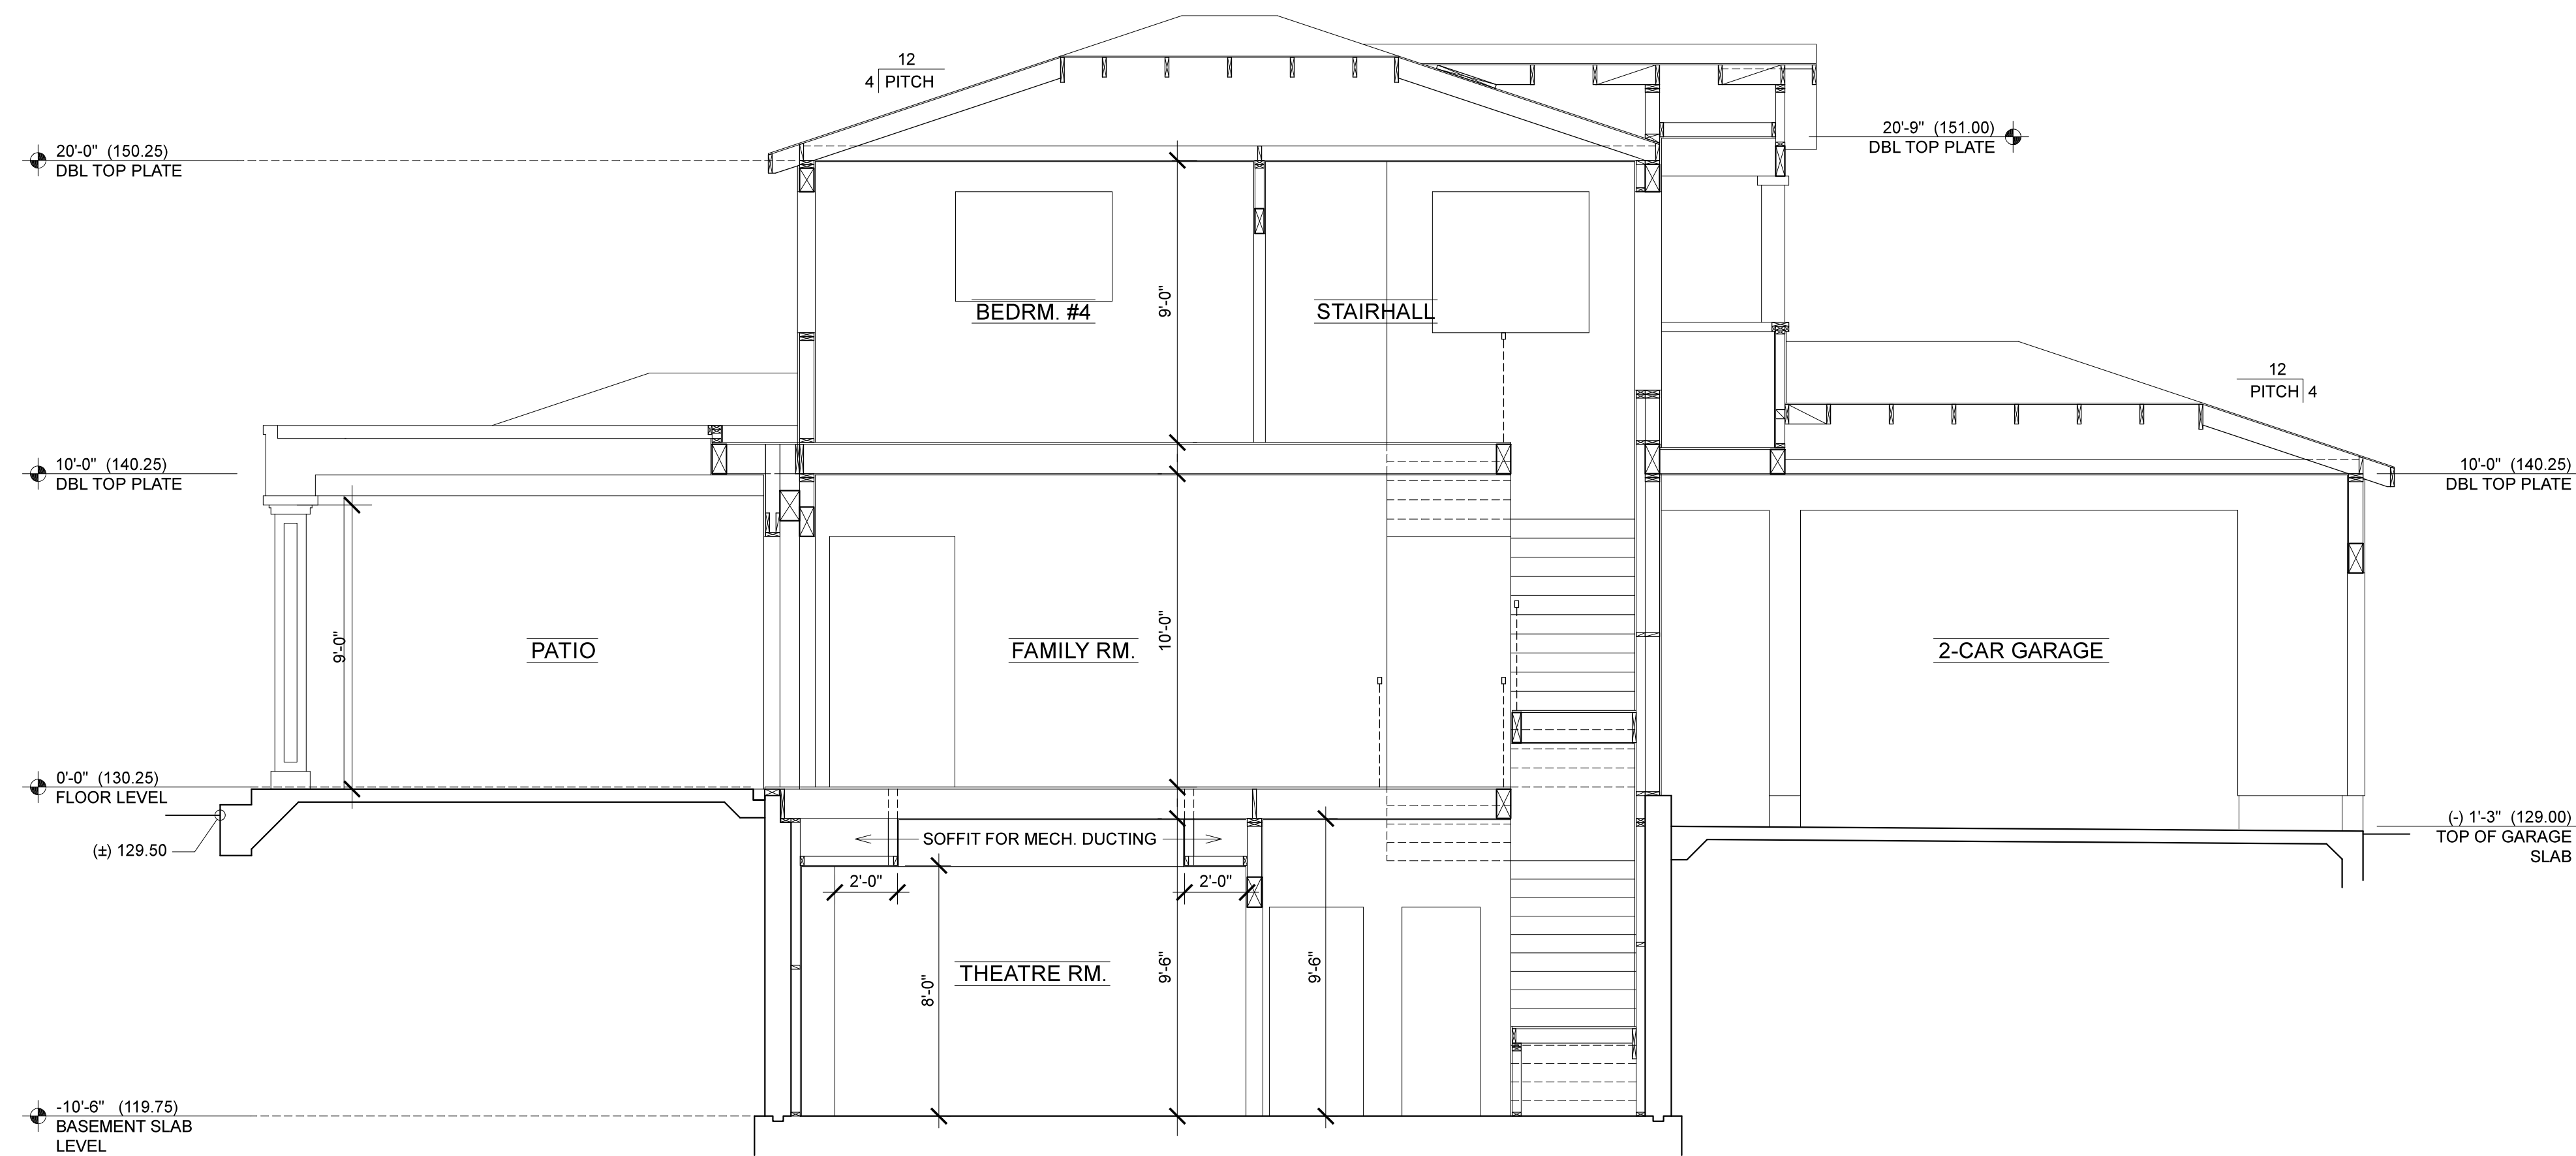 12
4 PITCH
20'-0" (150.25)
DBL TOP PLATE
20'-9" (151.00)
DBL TOP PLATE
BEDRM. #4
9'-0"
STAIRHALL
12
PITCH 4
10'-0" (140.25)
DBL TOP PLATE
10'-0" (140.25)
DBL TOP PLATE
9'-0"
PATIO
FAMILY RM.
10'-0"
2-CAR GARAGE
0'-0" (130.25)
FLOOR LEVEL
(±) 129.50
SOFFIT FOR MECH. DUCTING
(-) 1'-3" (129.00)
TOP OF GARAGE
SLAB
2'-0"
2'-0"
THEATRE RM.
8'-0"
9'-6"
9'-6"
-10'-6" (119.75)
BASEMENT SLAB
LEVEL